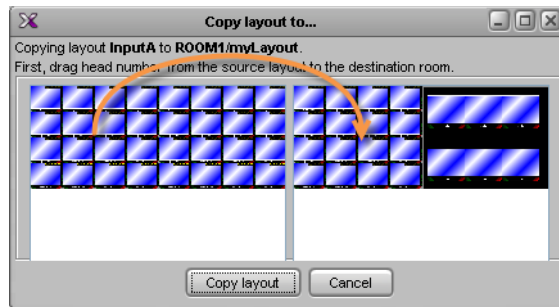 Copy layout to...
Copying layout InputA to ROOM1/myLayout.
First, drag head number from the source layout to the destination room.
Copy layout
Cancel